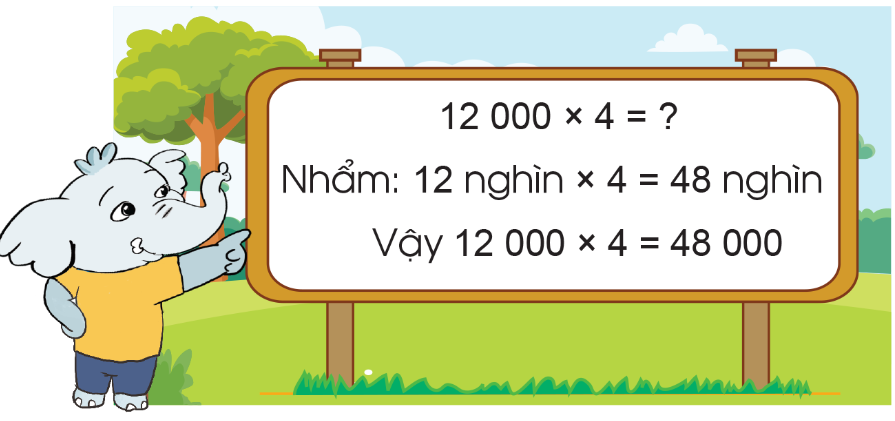 12 000 × 4 = ?
Nhẩm: 12 nghìn × 4 = 48 nghìn
Vậy 12 000 × 4 = 48 000